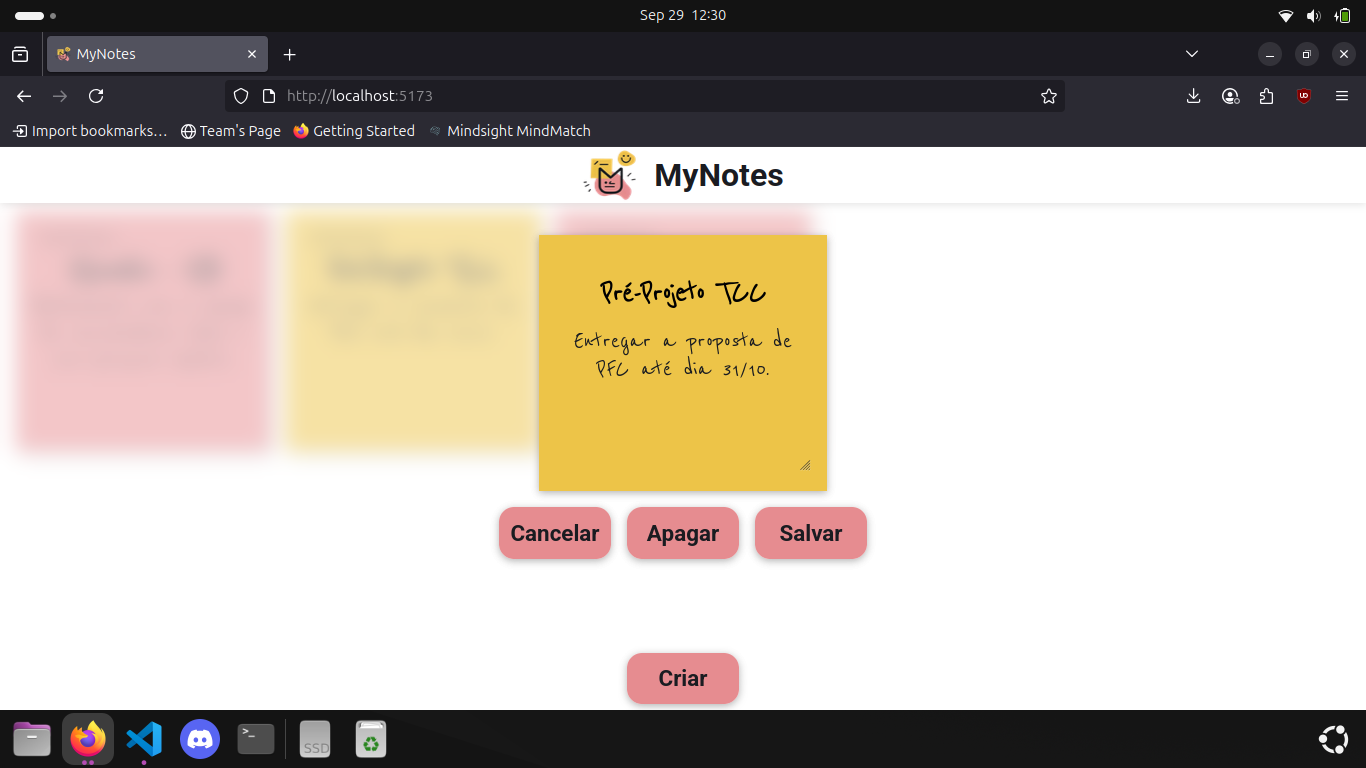 Sep 29 12:30
MyNotes
http://localhost:5173
Import bookmarks… Team's Page Getting Started Mindsight MindMatch
MyNotes
Pré-Projeto TCC
Entregar a proposta de
PFC até dia 31/10.
Cancelar Apagar Salvar
Criar
SSD